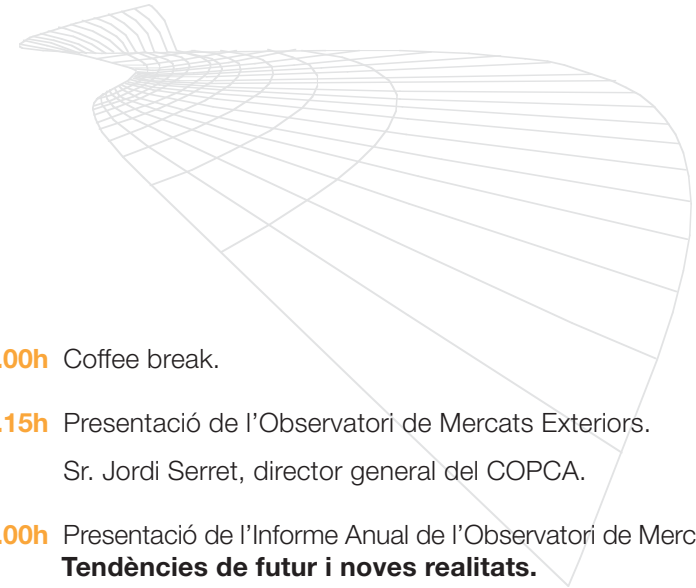 .00h Coffee break.
.15h Presentació de l’Observatori de Mercats Exteriors.
Sr. Jordi Serret, director general del COPCA.
.00h Presentació de l’Informe Anual de l’Observatori de Merc
Tendències de futur i noves realitats.